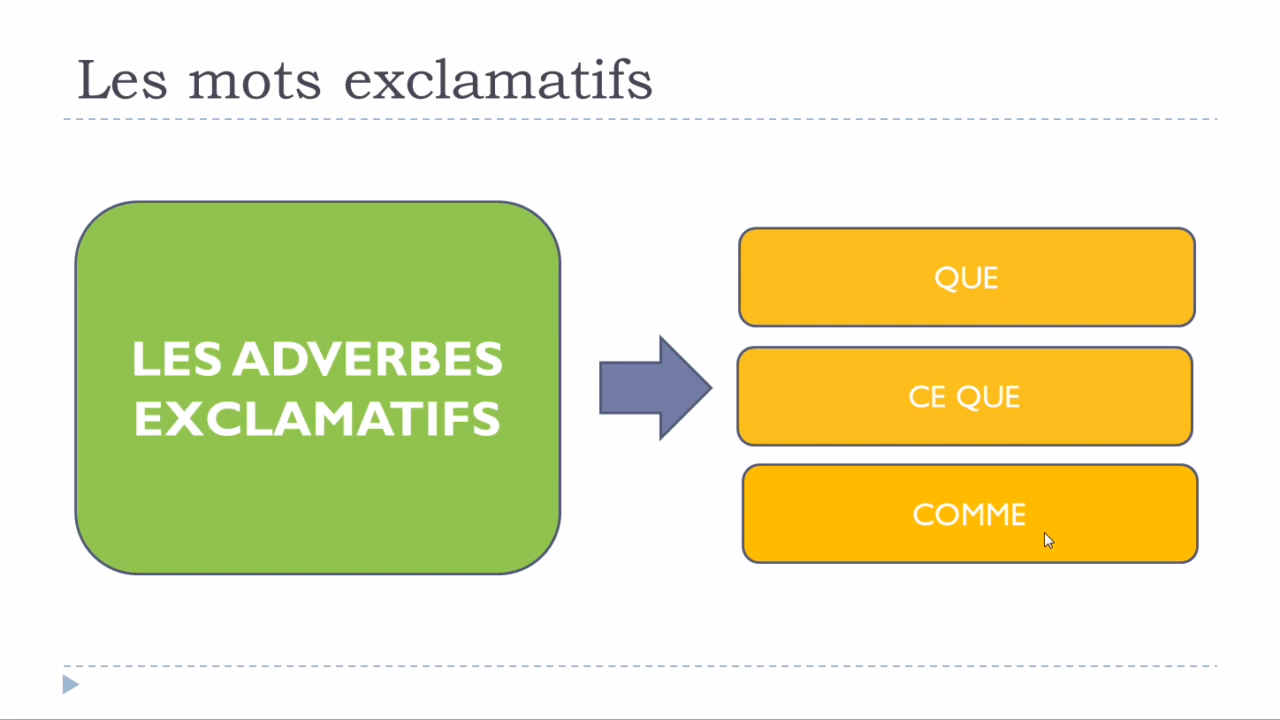 Les mots exclamatifs
LES ADVERBES
EXCLAMATIFS
QUE
CE QUE
COMME